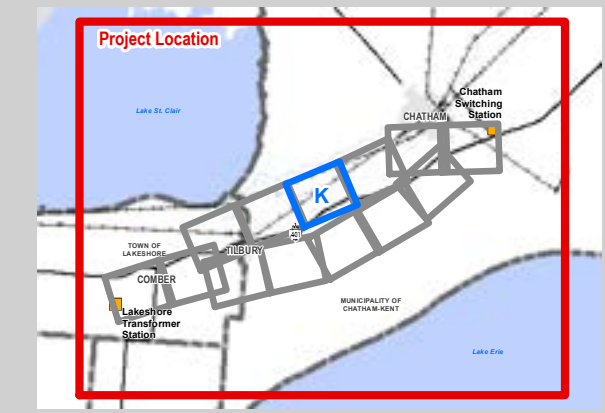 Project Location
Lake St. Clair
Chatham
Switching
Station
CHATHAM
K
401
TOWN OF
LAKESHORE
TILBURY
COMBER
MUNICIPALITY OF
CHATHAM-KENT
Lakeshore
Transformer
Station
Lake Erie